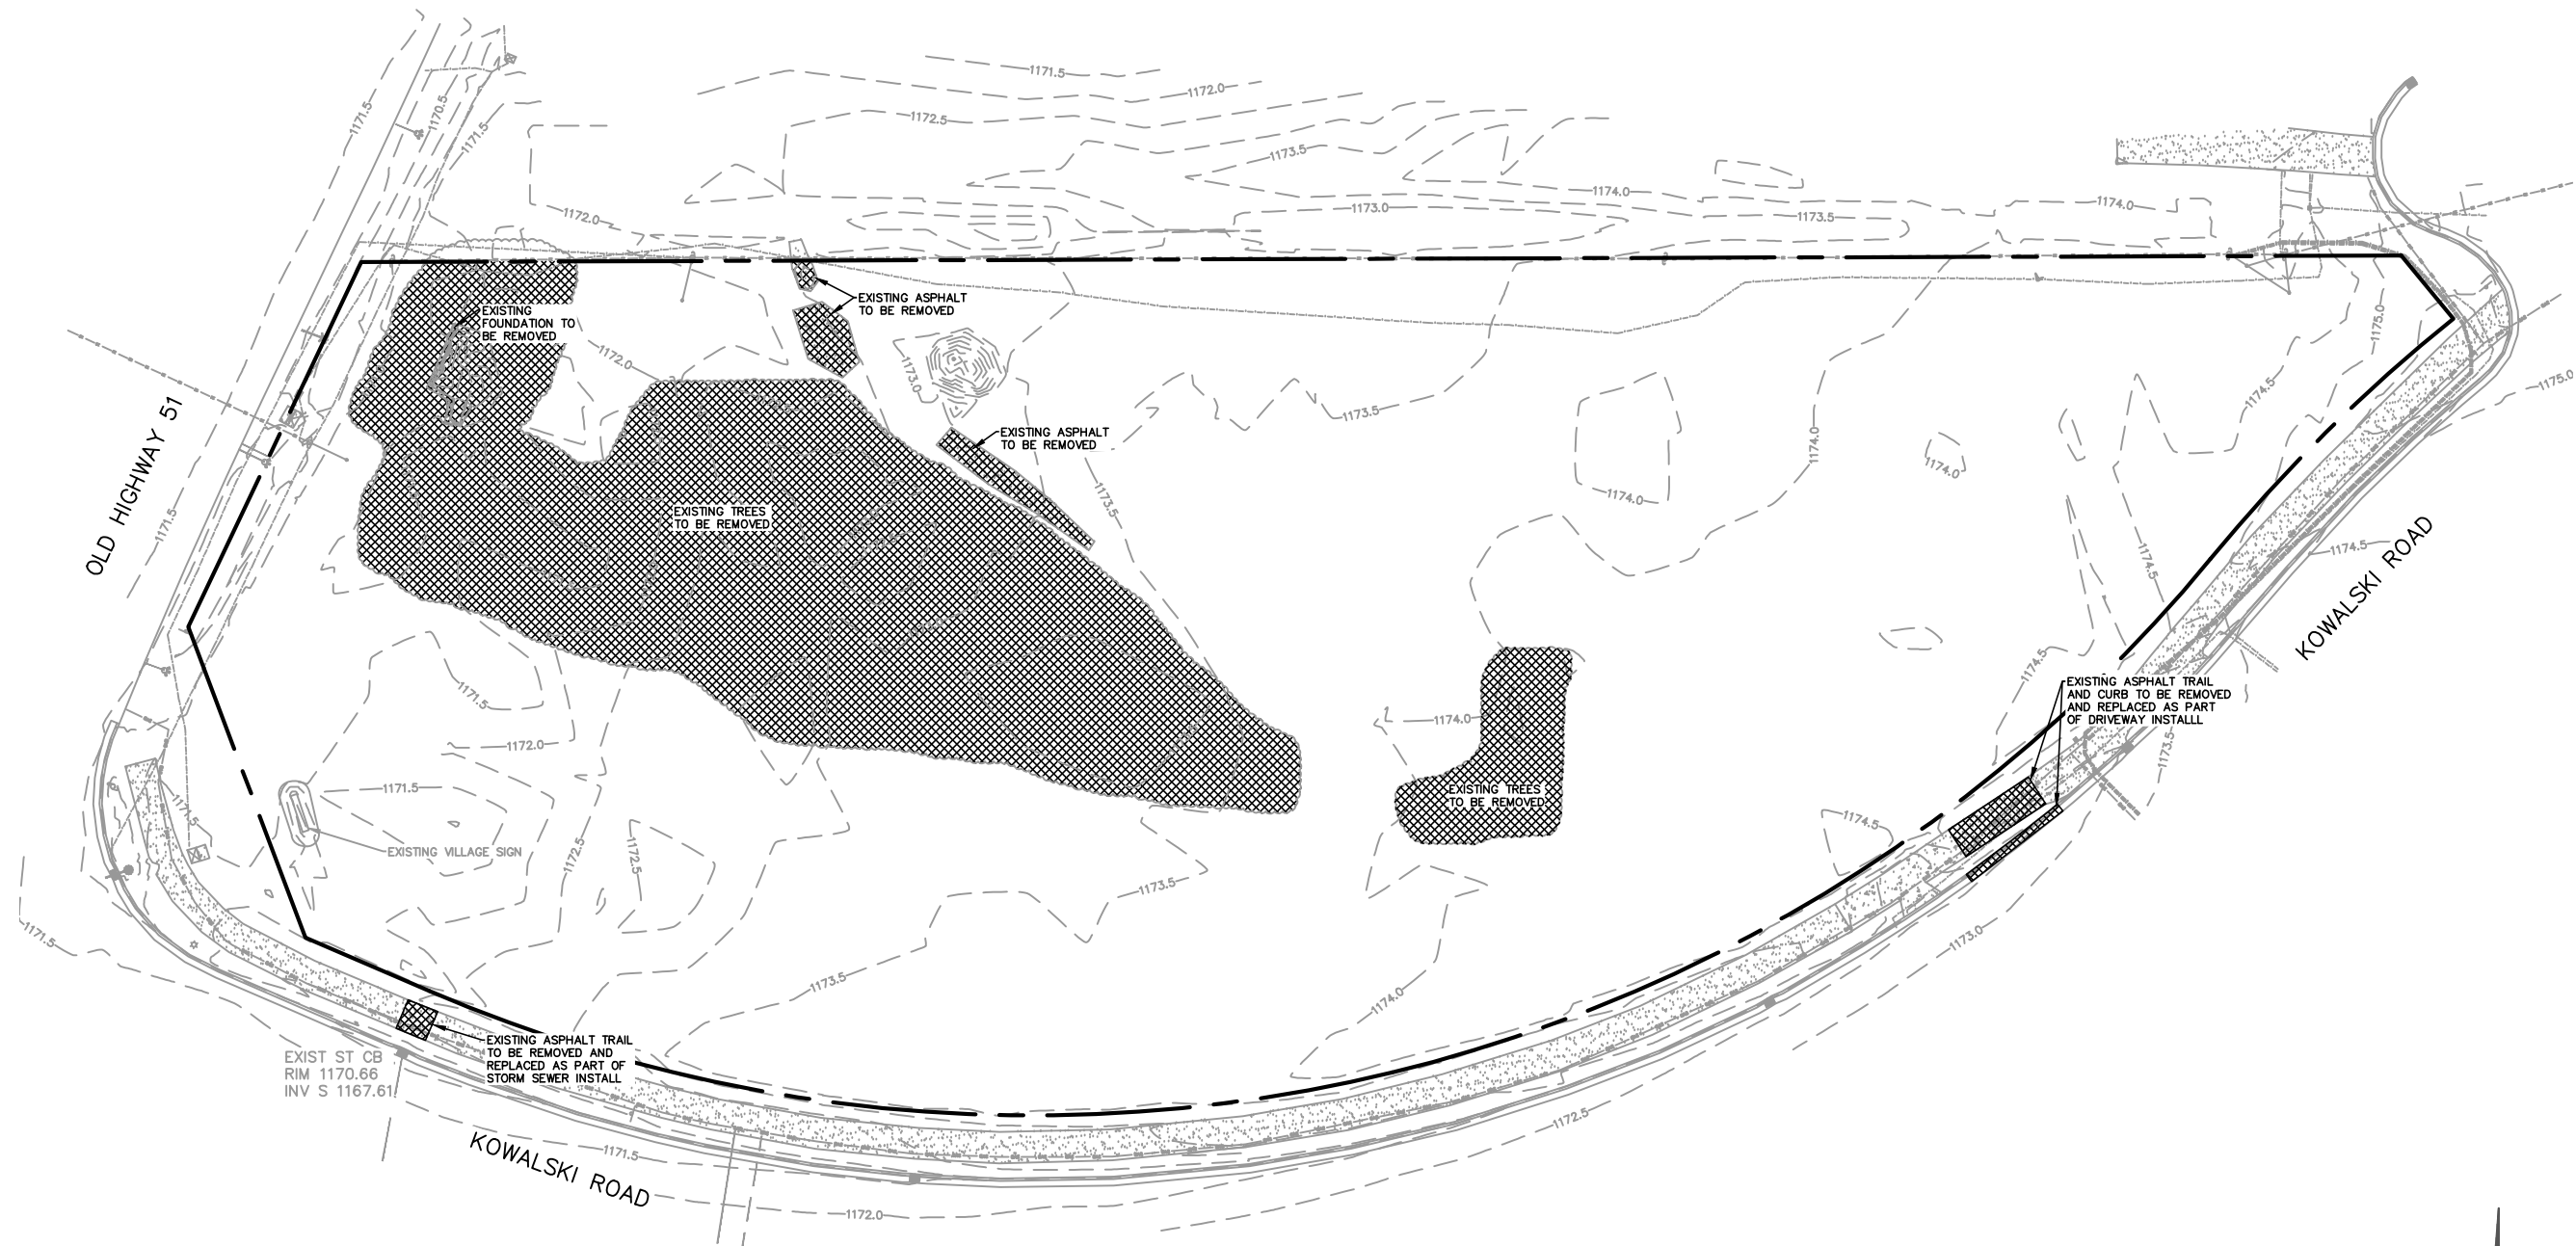 1171.5
1172.0
1171.5
1170.5
1171.5
1172.5
1173.5
1174.0
1172.0
1173.0
1173.5
1174.0
EXISTING ASPHALT
TO BE REMOVED
EXISTING
FOUNDATION TO
BE REMOVED
1172.0
1173.0
1175.0
1175.0
1174.5
1173.5
OLD HIGHWAY 51
EXISTING ASPHALT
TO BE REMOVED
1174.0
1174.0
1174.0
1173.5
1171.5
EXISTING TREES
TO BE REMOVED
1174.5
1174.5
KOWALSKI ROAD
1174.5
1171.5
EXISTING ASPHALT TRAIL
AND CURB TO BE REMOVED
AND REPLACED AS PART
OF DRIVEWAY INSTALLL
1174.0
1172.0
1173.5
1171.5
1171.5
EXISTING TREES
TO BE REMOVED
1174.5
EXISTING VILLAGE SIGN
1172.5
1172.5
1173.5
1171.5
1173.0
1173.5
1174.0
EXISTING ASPHALT TRAIL
TO BE REMOVED AND
REPLACED AS PART OF
STORM SEWER INSTALL
EXIST ST CB
RIM 1170.66
INV S 1167.61
1172.5
KOWALSKI ROAD
1171.5
1172.0